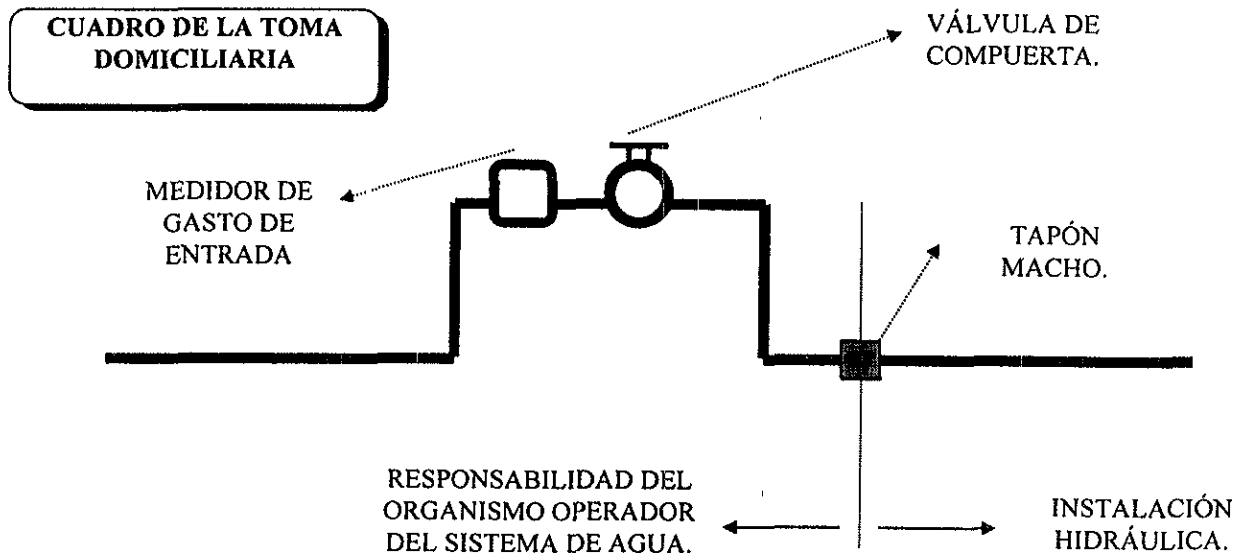 CUADRO DE LA TOMA
DOMICILIARIA
VÁLVULA DE
COMPUERTA.
MEDIDOR DE
GASTO DE
ENTRADA
TAPÓN
MACHO.
RESPONSABILIDAD DEL
ORGANISMO OPERADOR
DEL SISTEMA DE AGUA.
INSTALACIÓN
HIDRÁULICA.